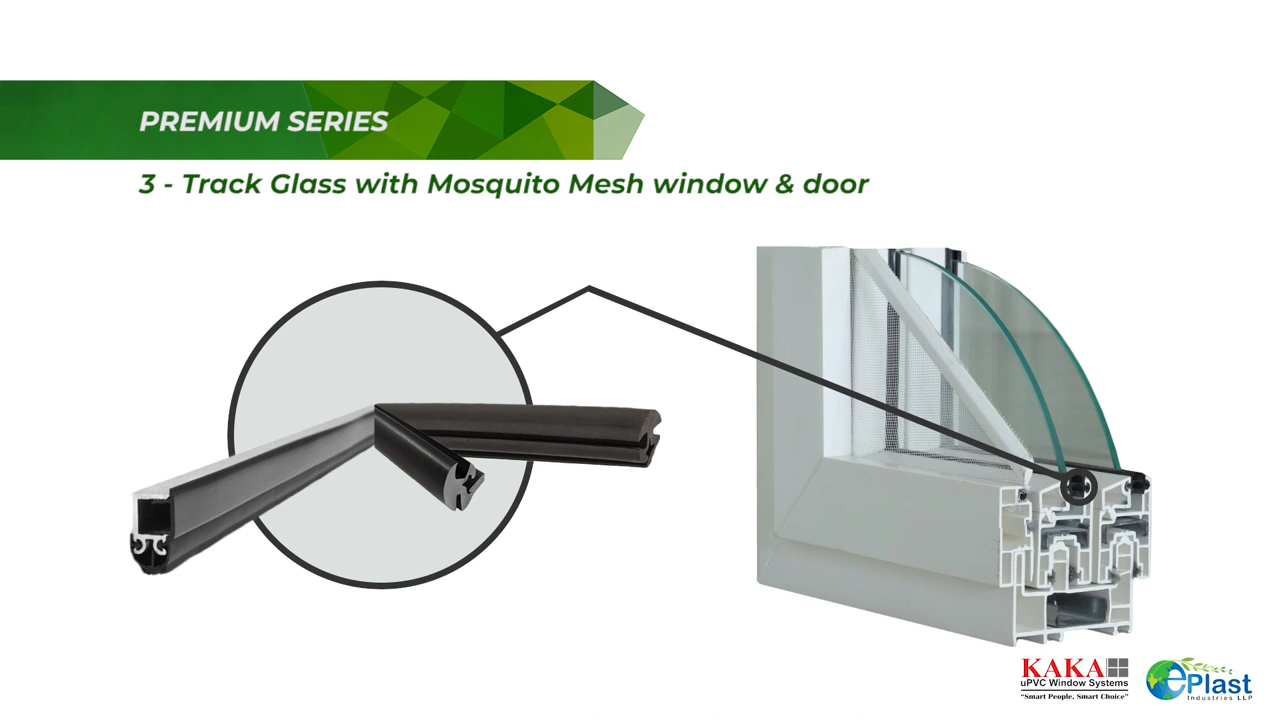 PREMIUM SERIES
3 - Track Glass with Mosquito Mesh window & door
KAKA
uPVC Window Systems
"Smart People, Smart Choice"
ePlast
Industries LLP